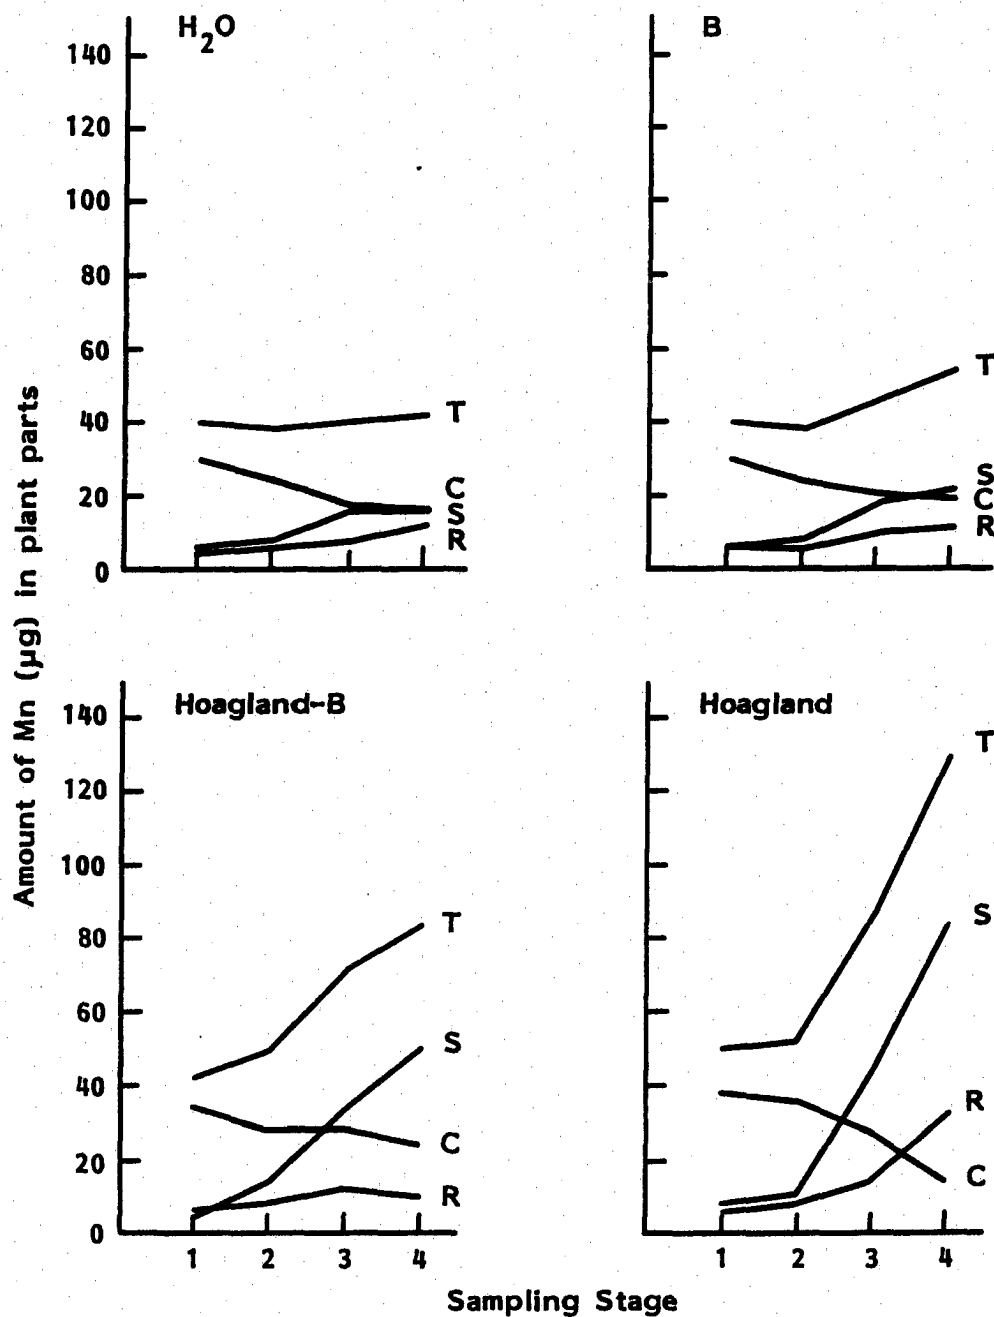 Amount of Mn (µg) in plant parts
H₂O
140
120
100
80
60
40
20
0
T
C
S
R
B
T
S
C
R
Hoagland-B
140
120
100
80
60
40
20
0
T
S
C
R
1 2 3 4
Hoagland
T
S
R
C
1 2 3 4
Sampling Stage